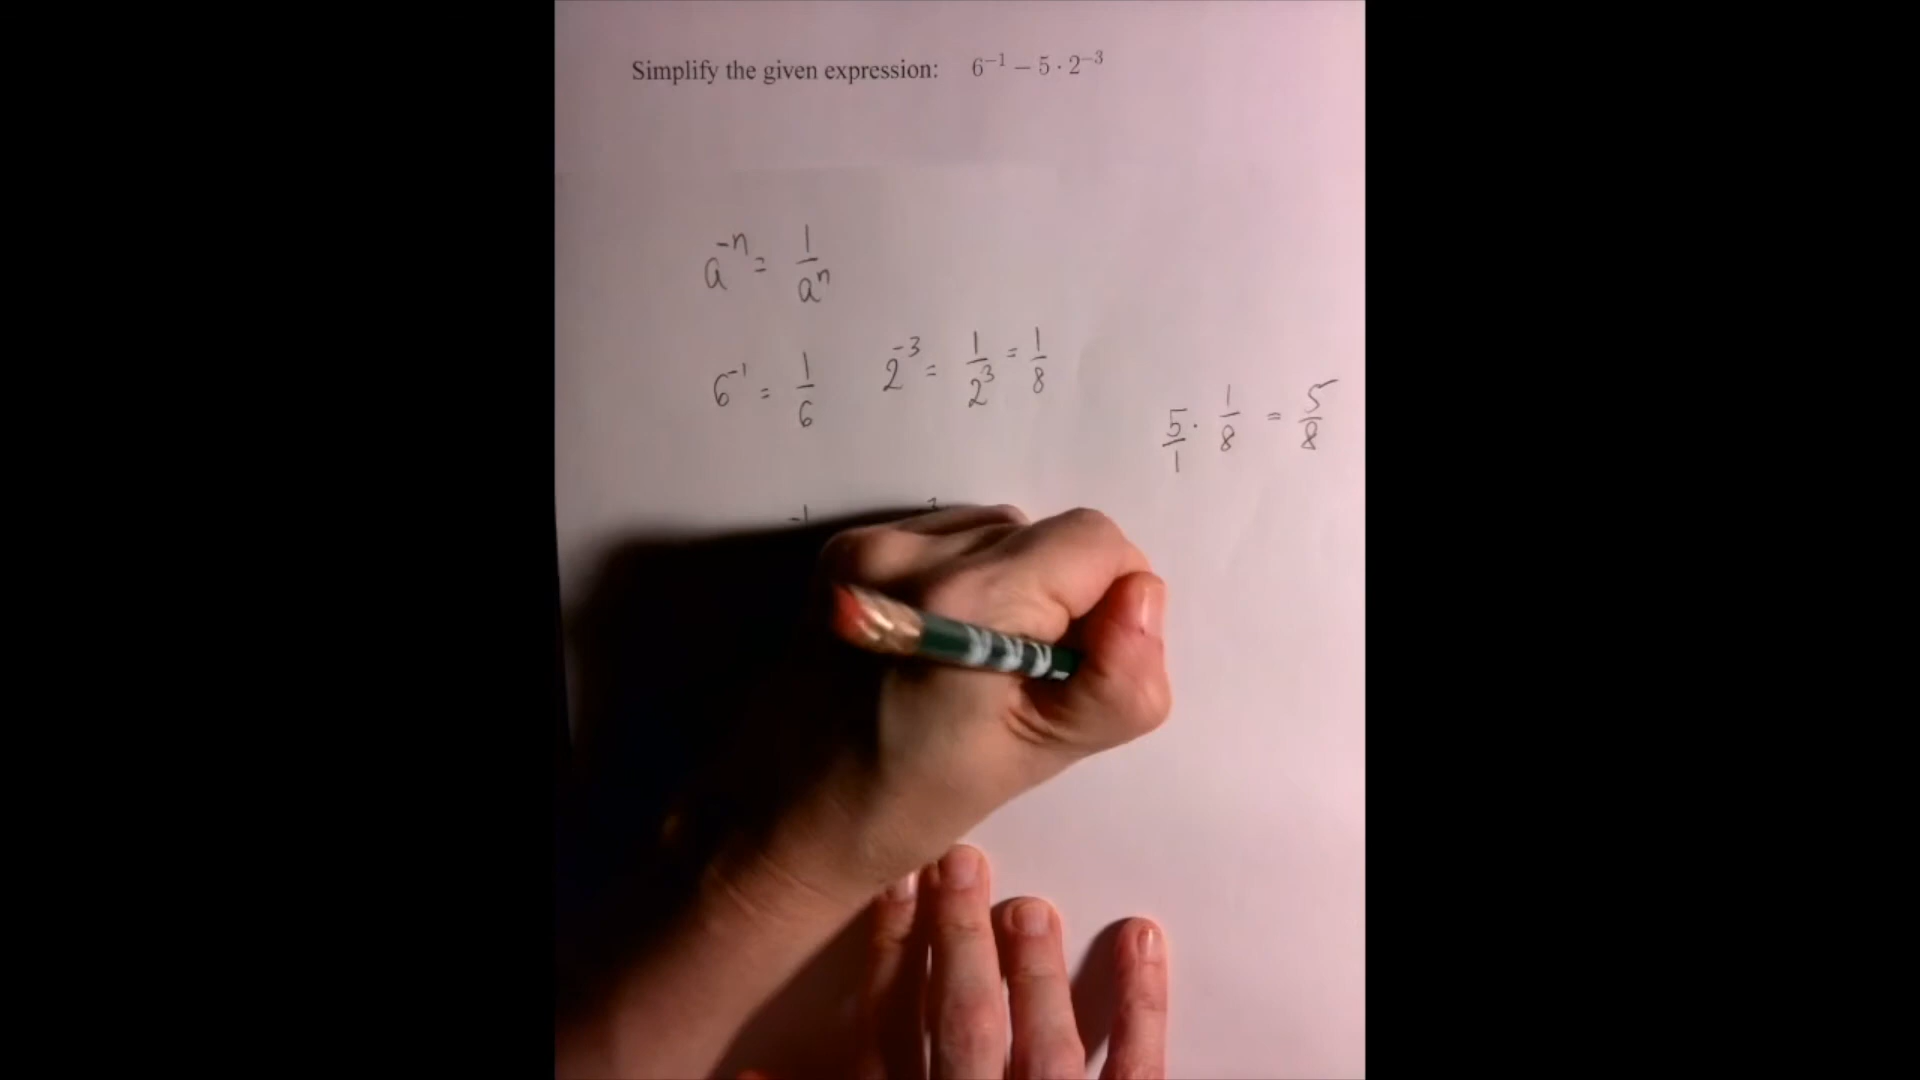 Simplify the given expression: 6⁻¹ − 5 · 2⁻³
a⁻ⁿ = 1/aⁿ
6⁻¹ = 1/6 2⁻³ = 1/2³ = 1/8
5/1 · 1/8 = 5/8